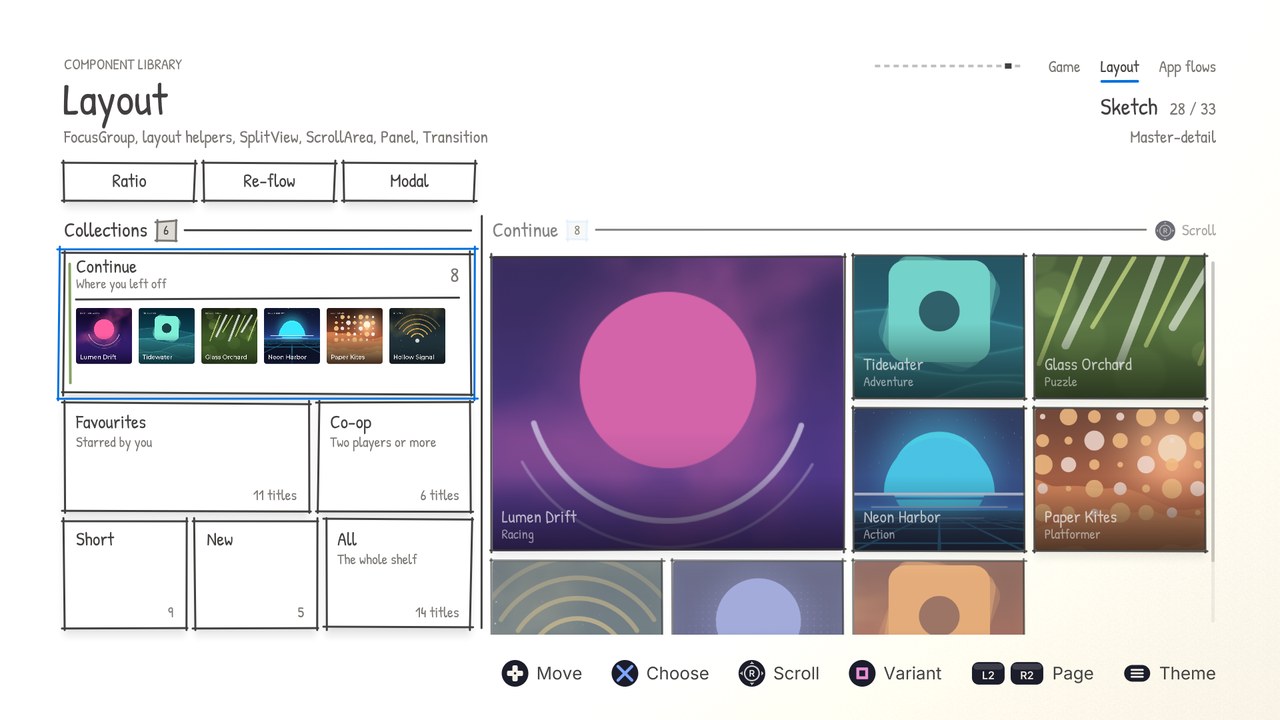 COMPONENT LIBRARY
Layout
FocusGroup, layout helpers, SplitView, ScrollArea, Panel, Transition
Game
Layout
App flows
Sketch 28 / 33
Master-detail
Ratio
Re-flow
Modal
Collections 6
Continue
Where you left off
8
Lumen Drift
Tidewater
Glass Orchard
Neon Harbor
Paper Kites
Hollow Signal
Favourites
Starred by you
11 titles
Co-op
Two players or more
6 titles
Short
9
New
5
All
The whole shelf
14 titles
Continue 8
R Scroll
Lumen Drift
Racing
Tidewater
Adventure
Glass Orchard
Puzzle
Neon Harbor
Action
Paper Kites
Platformer
Move
Choose
R Scroll
Variant
L2 R2 Page
Theme